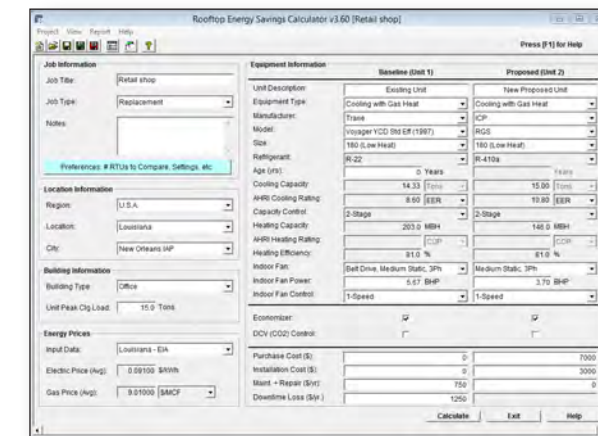 Rooftop Energy Savings Calculator v3.60 [Retail shop]
Project View Report Help
Press [F1] for Help
Job Information
Job Title: Retail shop
Job Type: Replacement
Notes:
Preferences: # RTUs to Compare, Settings, etc
Location Information
Region: U.S.A.
Location: Louisiana
City: New Orleans IAP
Building Information
Building Type: Office
Unit Peak Clg Load: 15.0 Tons
Energy Prices
Input Data: Louisiana - EIA
Electric Price (Avg): 0.09100 $/kWh
Gas Price (Avg): 9.01000 $/MCF
Equipment Information
Baseline (Unit 1) Proposed (Unit 2)
Unit Description: Existing Unit New Proposed Unit
Equipment Type: Cooling with Gas Heat Cooling with Gas Heat
Manufacturer: Trane ICP
Model: Voyager YCD Std Eff (1997) RGS
Size: 180 (Low Heat) 180 (Low Heat)
Refrigerant: R-22 R-410a
Age (yrs): 0 Years Years
Cooling Capacity: 14.33 Tons 15.00 Tons
AHRI Cooling Rating: 8.60 EER 10.80 EER
Capacity Control: 2-Stage 2-Stage
Heating Capacity: 203.0 MBH 148.0 MBH
AHRI Heating Rating: COP COP
Heating Efficiency: 81.0 % 81.0 %
Indoor Fan: Belt Drive, Medium Static, 3Ph Medium Static, 3Ph
Indoor Fan Power: 5.67 BHP 3.70 BHP
Indoor Fan Control: 1-Speed 1-Speed
Economizer:
DCV (CO2) Control:
Purchase Cost ($): 0 7000
Installation Cost ($): 0 3000
Maint. + Repair ($/yr): 750 0
Downtime Loss ($/yr.) 1250
Calculate Exit Help